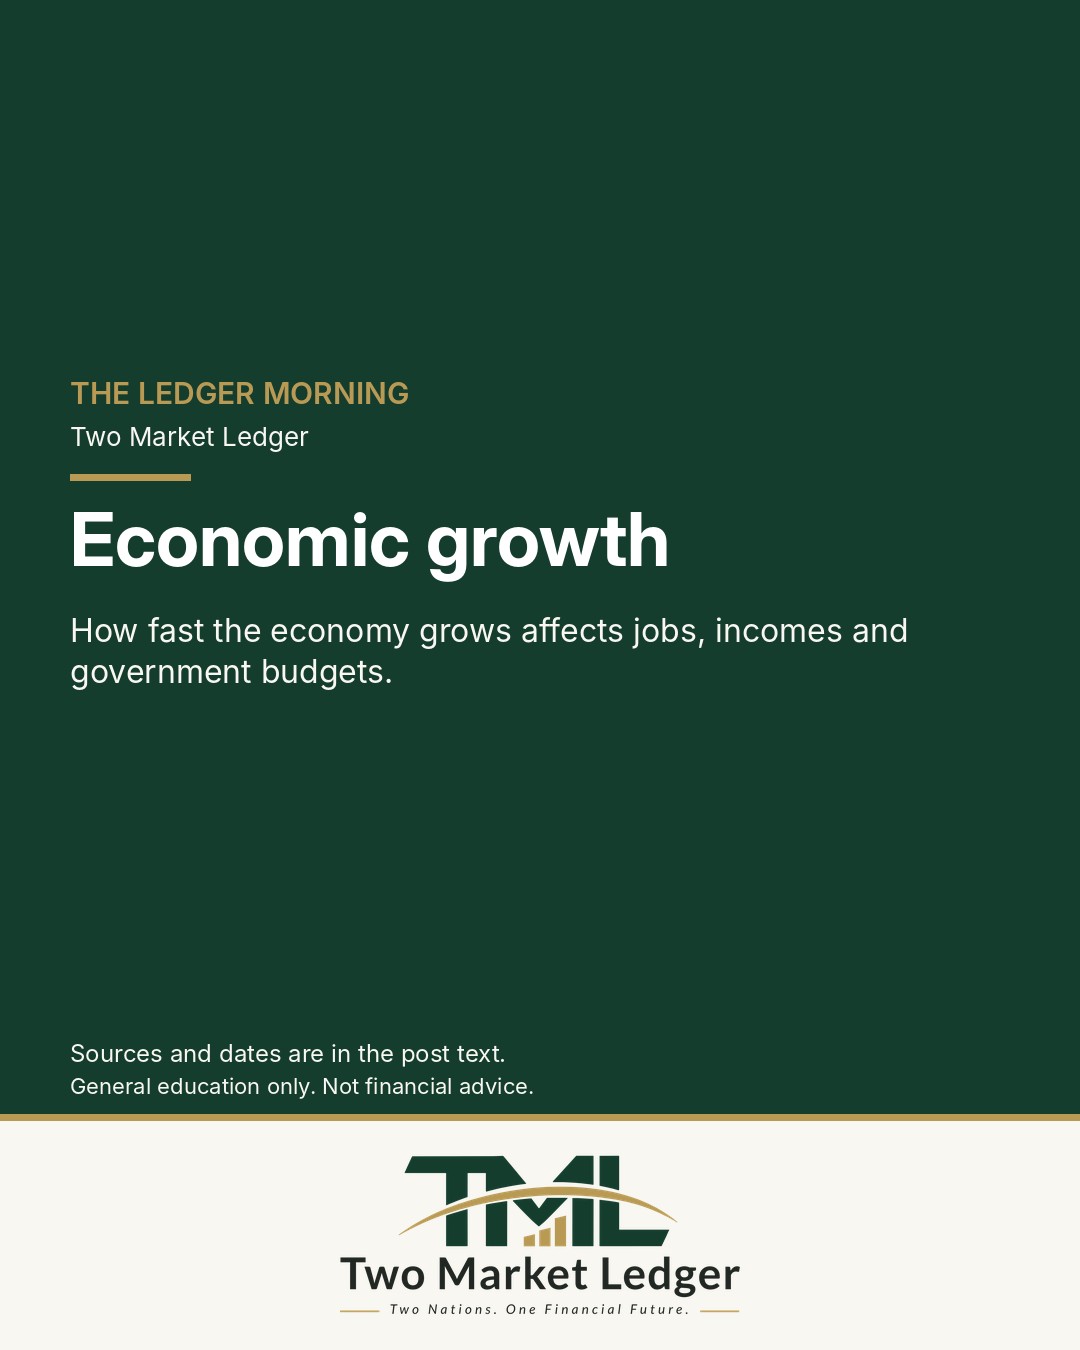 THE LEDGER MORNING
Two Market Ledger
Economic growth
How fast the economy grows affects jobs, incomes and
government budgets.
Sources and dates are in the post text.
General education only. Not financial advice.
TML
Two Market Ledger
Two Nations. One Financial Future.